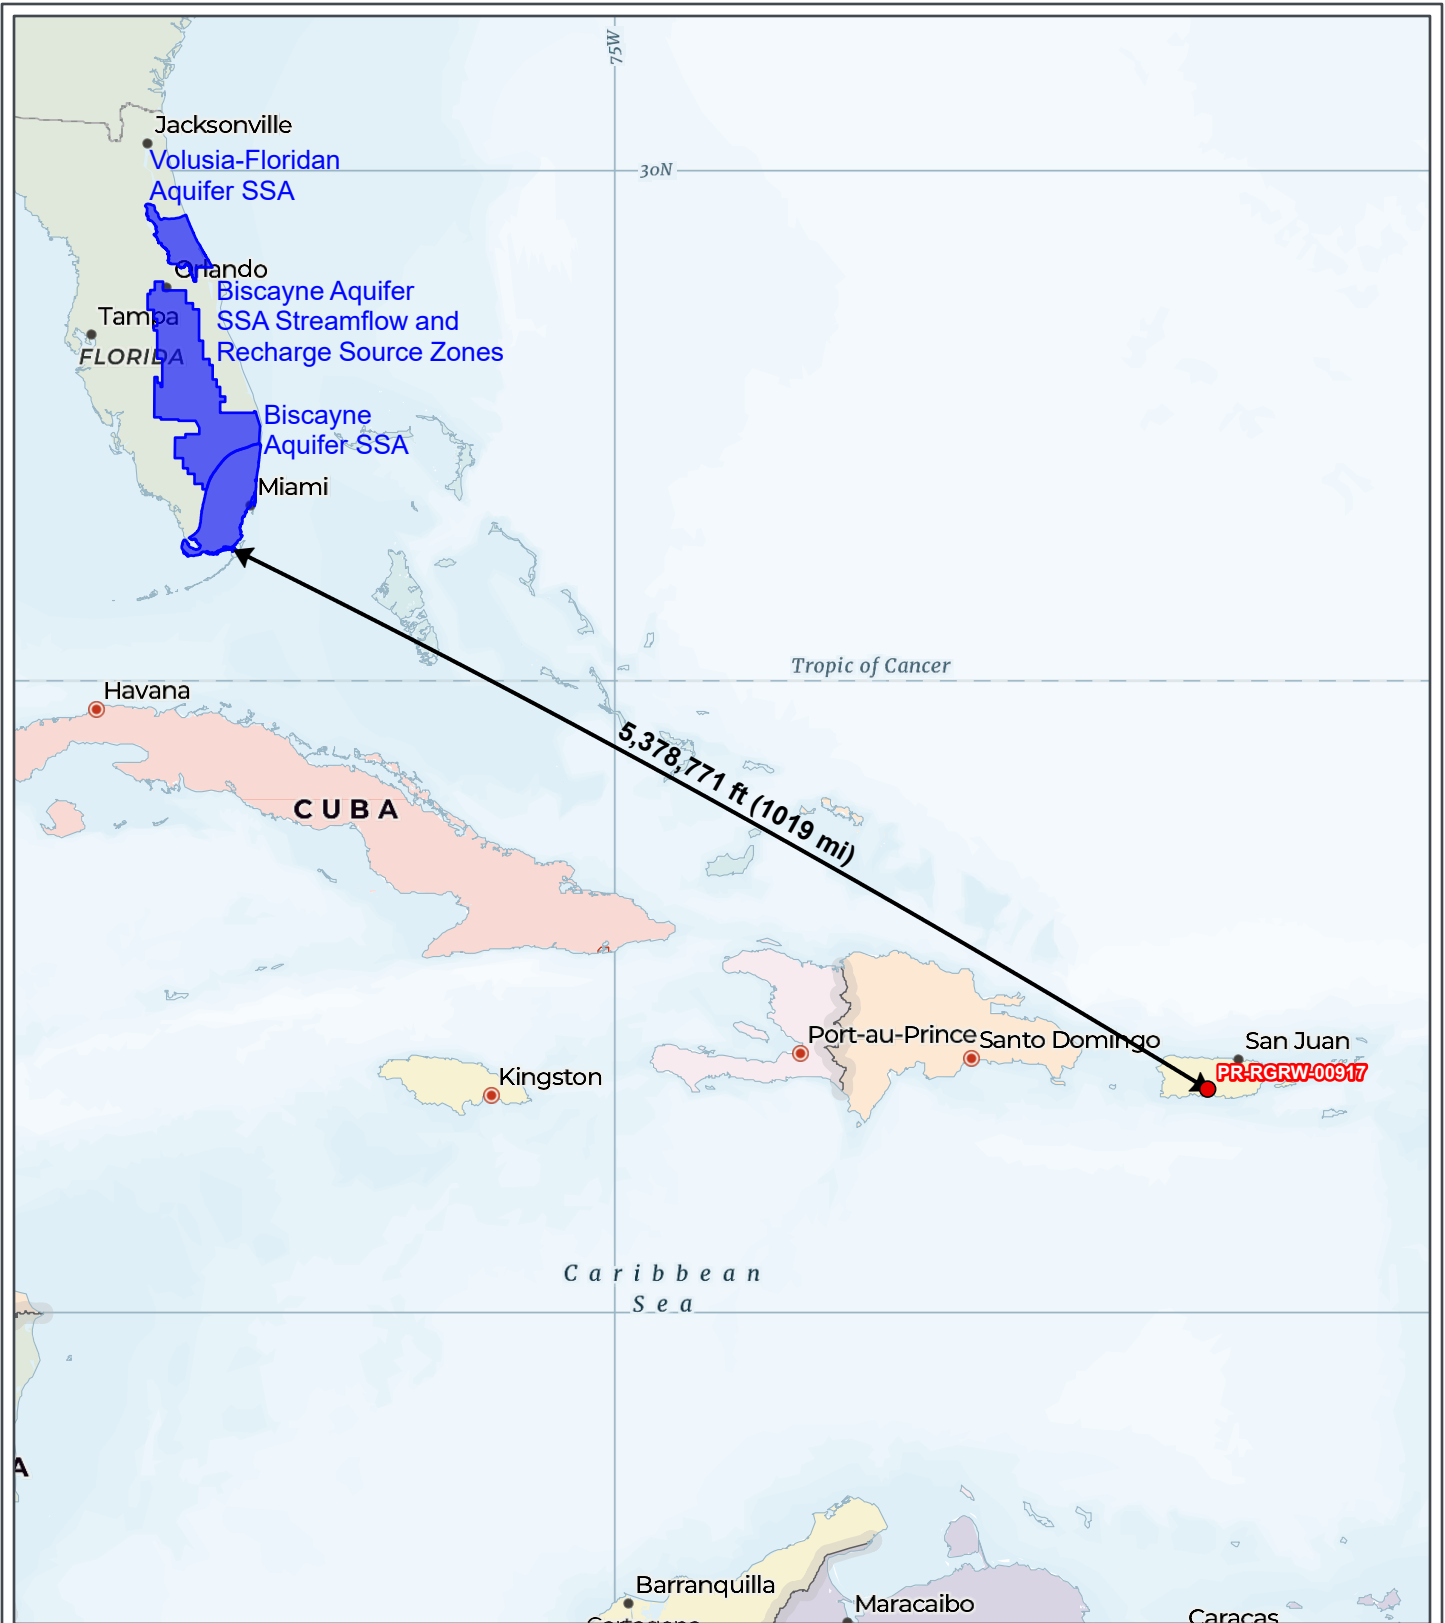 75W
Jacksonville
Volusia-Floridan
Aquifer SSA
30N
Orlando
Biscayne Aquifer
SSA Streamflow and
Recharge Source Zones
Tampa
FLORIDA
Biscayne
Aquifer SSA
Miami
Tropic of Cancer
Havana
5,378,771 ft (1019 mi)
CUBA
Port-au-Prince
Santo Domingo
San Juan
PR-RGRW-00917
Kingston
Caribbean
Sea
A
Barranquilla
Maracaibo
Cartagena
Caracas